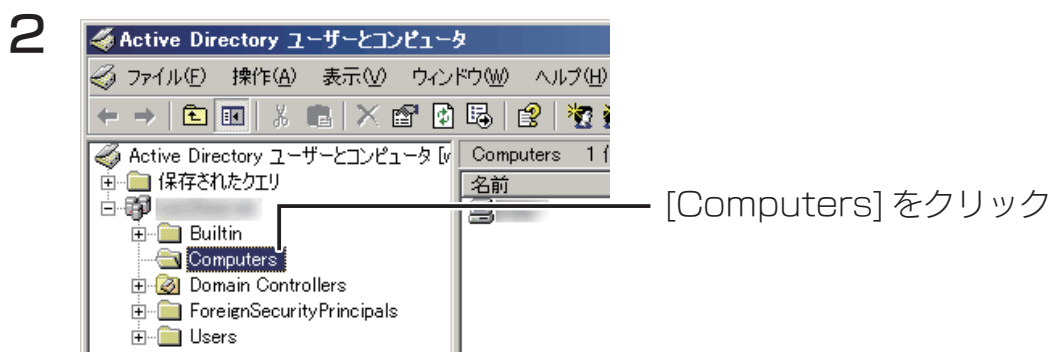 2
Active Directory ユーザーとコンピュータ
ファイル(F) 操作(A) 表示(V) ウィンドウ(W) ヘルプ(H)
Active Directory ユーザーとコンピュータ [v
Computers 1
保存されたクエリ
名前
[Computers] をクリック
Builtin
Computers
Domain Controllers
ForeignSecurityPrincipals
Users